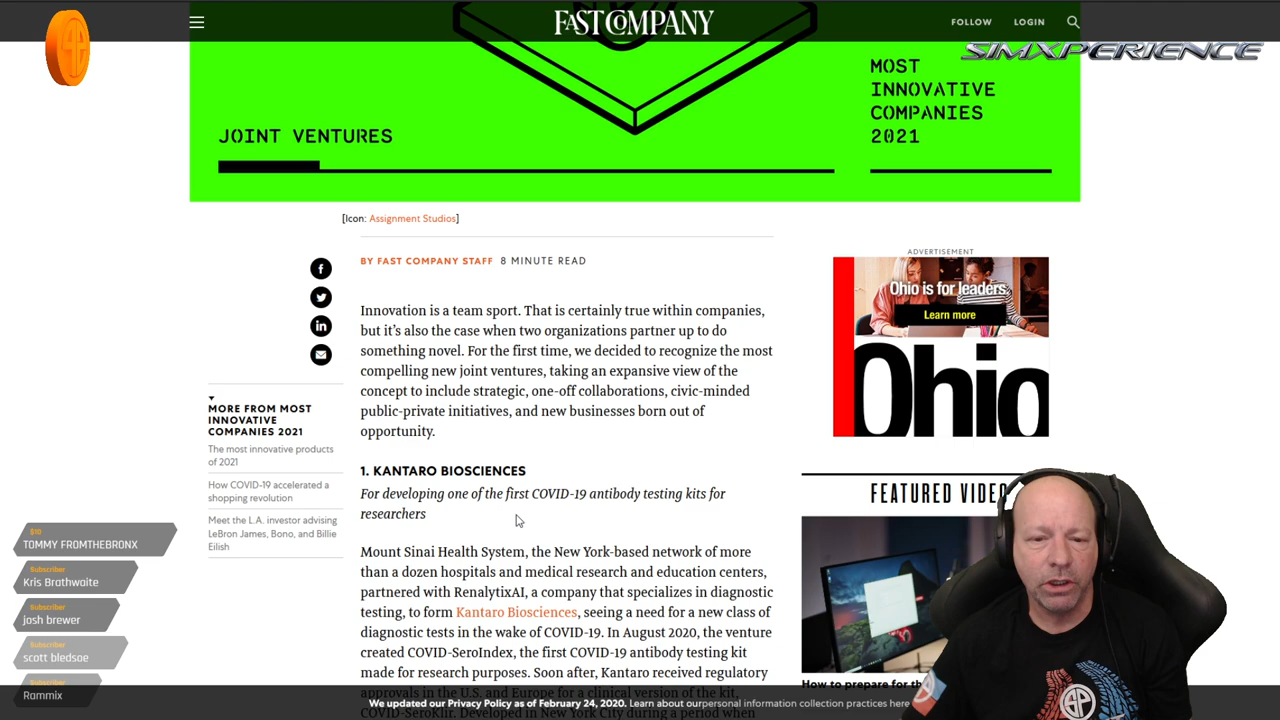 FAST COMPANY
FOLLOW
LOGIN
SIMXPERIENCE
JOINT VENTURES
MOST
INNOVATIVE
COMPANIES
2021
[Icon: Assignment Studios]
BY FAST COMPANY STAFF 8 MINUTE READ
Innovation is a team sport. That is certainly true within companies,
but it's also the case when two organizations partner up to do
something novel. For the first time, we decided to recognize the most
compelling new joint ventures, taking an expansive view of the
concept to include strategic, one-off collaborations, civic-minded
public-private initiatives, and new businesses born out of
opportunity.
1. KANTARO BIOSCIENCES
For developing one of the first COVID-19 antibody testing kits for
researchers
Mount Sinai Health System, the New York-based network of more
than a dozen hospitals and medical research and education centers,
partnered with RenalytixAI, a company that specializes in diagnostic
testing, to form Kantaro Biosciences, seeing a need for a new class of
diagnostic tests in the wake of COVID-19. In August 2020, the venture
created COVID-SeroIndex, the first COVID-19 antibody testing kit
made for research purposes. Soon after, Kantaro received regulatory
approvals in the U.S. and Europe for a clinical version of the kit,
COVID-SeroKlir. Developed in New York City during a period when
MORE FROM MOST
INNOVATIVE
COMPANIES 2021
The most innovative products
of 2021
How COVID-19 accelerated a
shopping revolution
Meet the L.A. investor advising
LeBron James, Bono, and Billie
Eilish
ADVERTISEMENT
Ohio is for leaders.
Learn more
Ohio
FEATURED VIDEO
How to prepare for th
$10
TOMMY FROMTHEBRONX
Subscriber
Kris Brathwaite
Subscriber
josh brewer
Subscriber
scott bledsoe
Subscriber
Rammix
We updated our Privacy Policy as of February 24, 2020. Learn about our personal information collection practices here